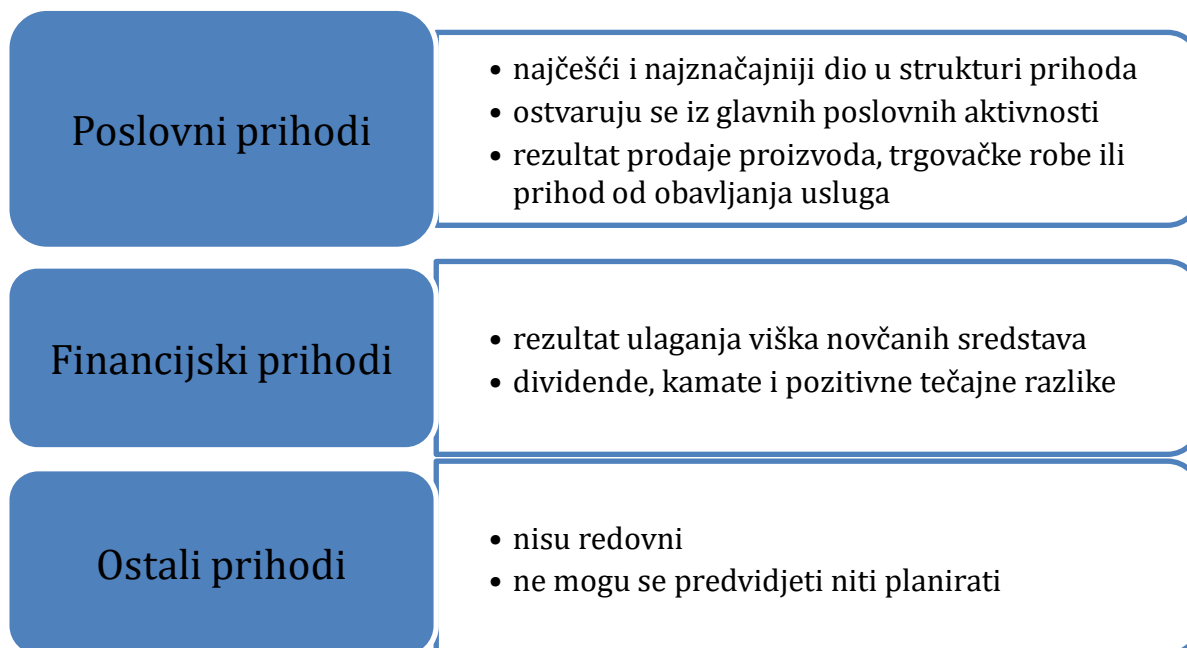 Poslovni prihodi
• najčešći i najznačajniji dio u strukturi prihoda
• ostvaruju se iz glavnih poslovnih aktivnosti
• rezultat prodaje proizvoda, trgovačke robe ili
prihod od obavljanja usluga
Financijski prihodi
• rezultat ulaganja viška novčanih sredstava
• dividende, kamate i pozitivne tečajne razlike
Ostali prihodi
• nisu redovni
• ne mogu se predvidjeti niti planirati